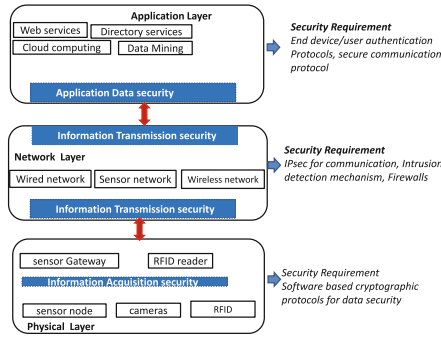 Application Layer
Web services
Directory services
Cloud computing
Data Mining
Application Data security
Security Requirement
End device/user authentication
Protocols, secure communication
protocol
Information Transmission security
Network Layer
Wired network
Sensor network
Wireless network
Information Transmission security
Security Requirement
IPsec for communication, Intrusion
detection mechanism, Firewalls
sensor Gateway
RFID reader
Information Acquisition security
sensor node
cameras
RFID
Physical Layer
Security Requirement
Software based cryptographic
protocols for data security